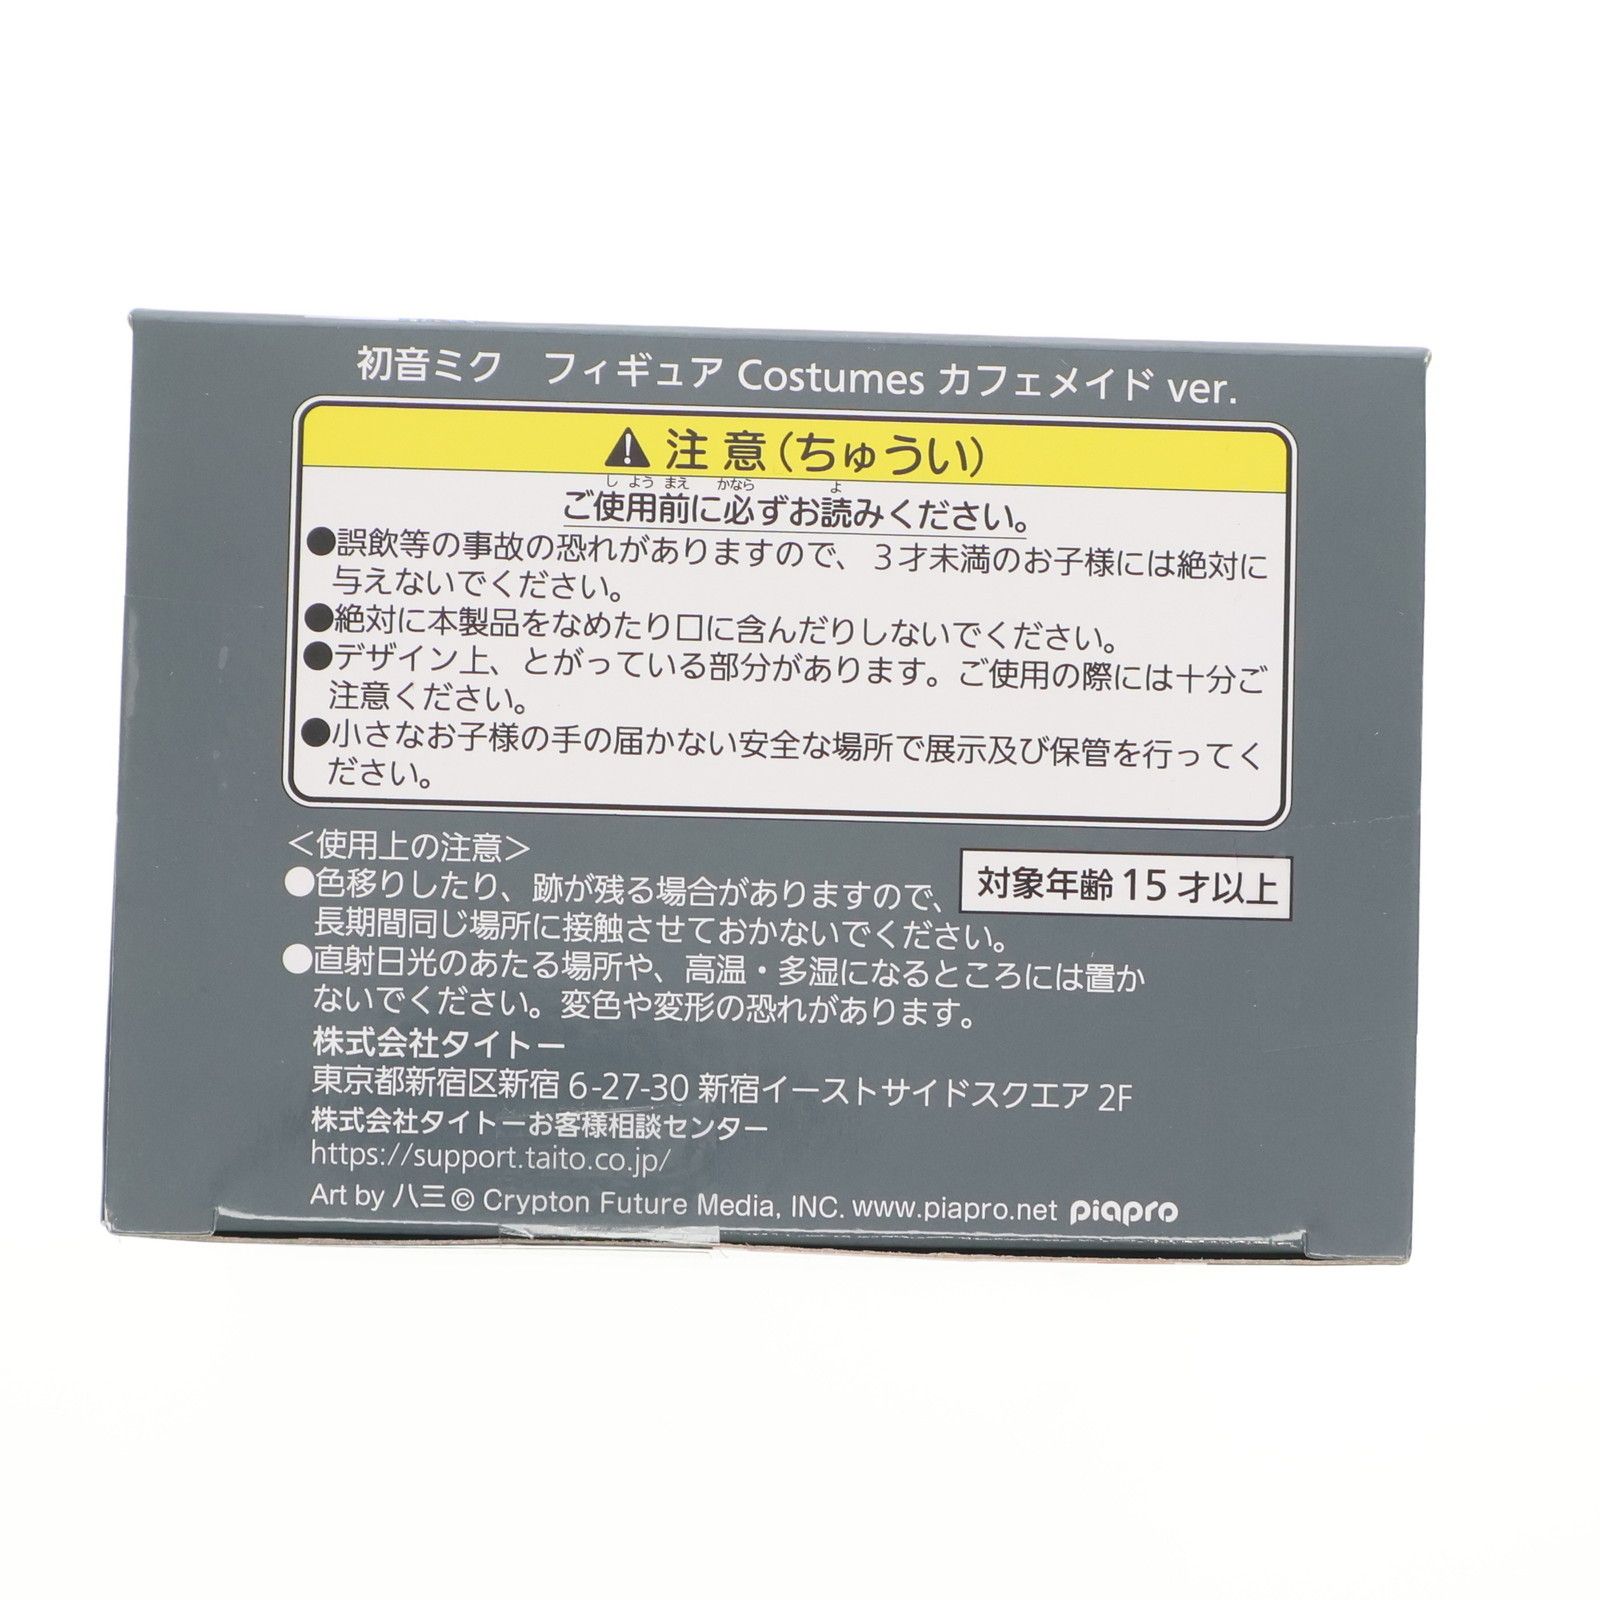 初音ミク　フィギュア Costumes カフェメイド ver.
注 意（ちゅうい）
しようまえ かなら よ
ご使用前に必ずお読みください。
●誤飲等の事故の恐れがありますので、３才未満のお子様には絶対に
与えないでください。
●絶対に本製品をなめたり口に含んだりしないでください。
●デザイン上、とがっている部分があります。ご使用の際には十分ご
注意ください。
●小さなお子様の手の届かない安全な場所で展示及び保管を行ってく
ださい。
＜使用上の注意＞
●色移りしたり、跡が残る場合がありますので、
長期間同じ場所に接触させておかないでください。
対象年齢 15 才以上
●直射日光のあたる場所や、高温・多湿になるところには置か
ないでください。変色や変形の恐れがあります。
株式会社タイトー
東京都新宿区新宿 6-27-30 新宿イーストサイドスクエア 2F
株式会社タイトーお客様相談センター
https://support.taito.co.jp/
Art by 八三 © Crypton Future Media, INC. www.piapro.net piapro